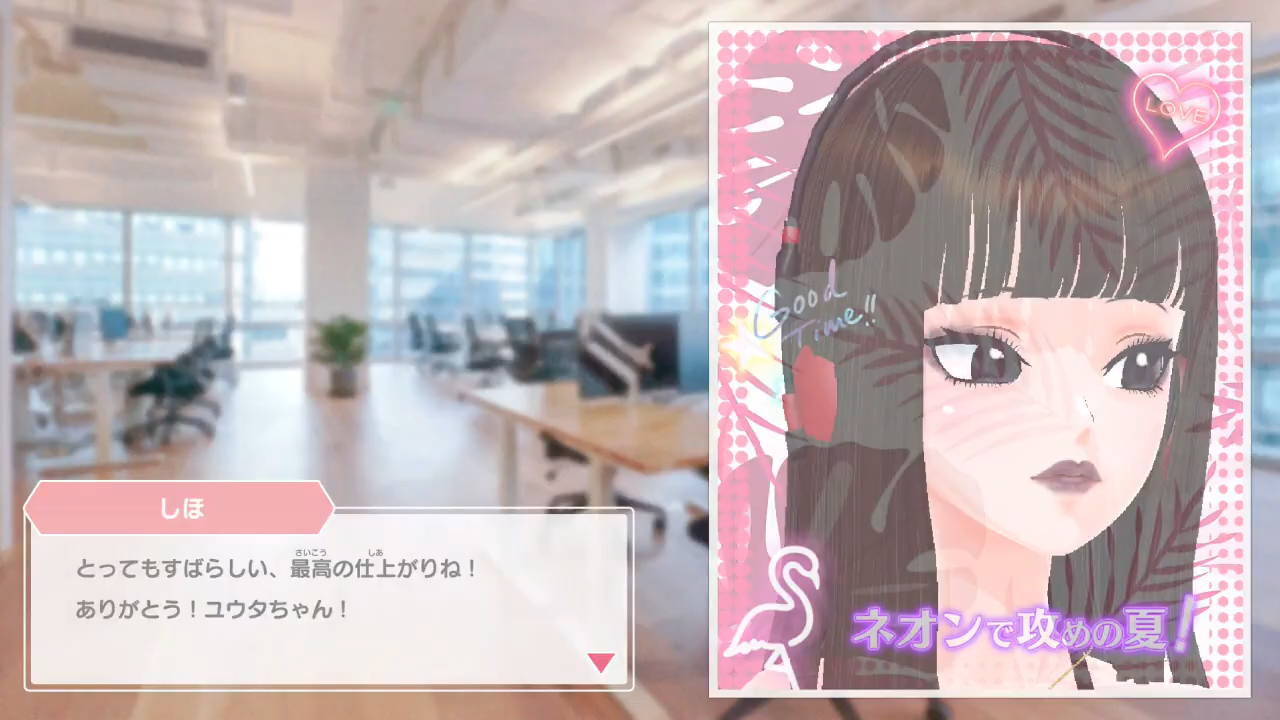 しほ
とってもすばらしい、最高の仕上がりね！
ありがとう！ユウタちゃん！
LOVE
Good
Time!!
ネオンで攻めの夏！